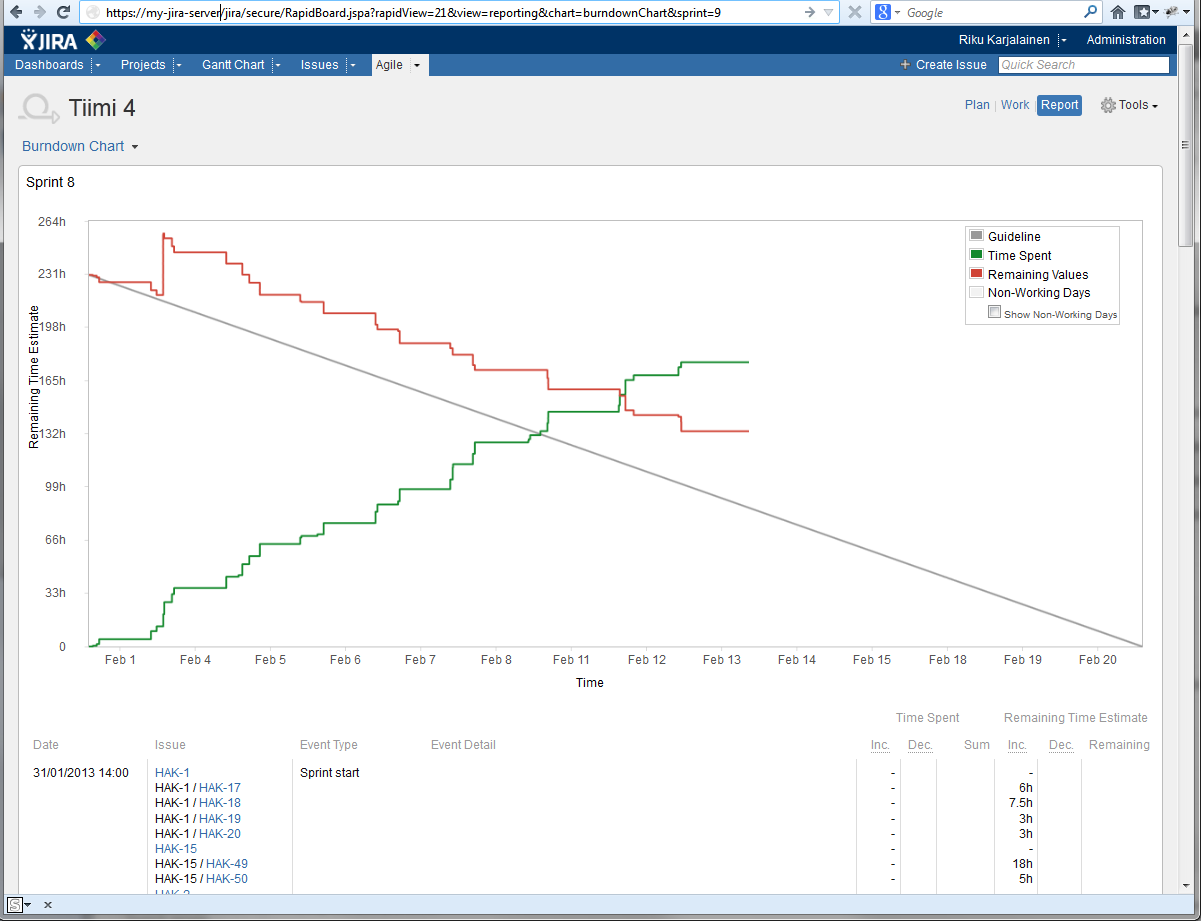 https://my-jira-server/jira/secure/RapidBoard.jspa?rapidView=21&view=reporting&chart=burndownChart&sprint=9 Google
JIRA Riku Karjalainen Administration
Dashboards Projects Gantt Chart Issues Agile + Create Issue Quick Search
Tiimi 4 Plan Work Report Tools
Burndown Chart
Sprint 8
264h
231h
198h
165h
132h
99h
66h
33h
0
Remaining Time Estimate
Guideline
Time Spent
Remaining Values
Non-Working Days
Show Non-Working Days
Feb 1 Feb 4 Feb 5 Feb 6 Feb 7 Feb 8 Feb 11 Feb 12 Feb 13 Feb 14 Feb 15 Feb 18 Feb 19 Feb 20
Time
Time Spent Remaining Time Estimate
Date Issue Event Type Event Detail Inc. Dec. Sum Inc. Dec. Remaining
31/01/2013 14:00 HAK-1 Sprint start - -
HAK-1 / HAK-17 - 6h
HAK-1 / HAK-18 - 7.5h
HAK-1 / HAK-19 - 3h
HAK-1 / HAK-20 - 3h
HAK-15 - -
HAK-15 / HAK-49 - 18h
HAK-15 / HAK-50 - 5h